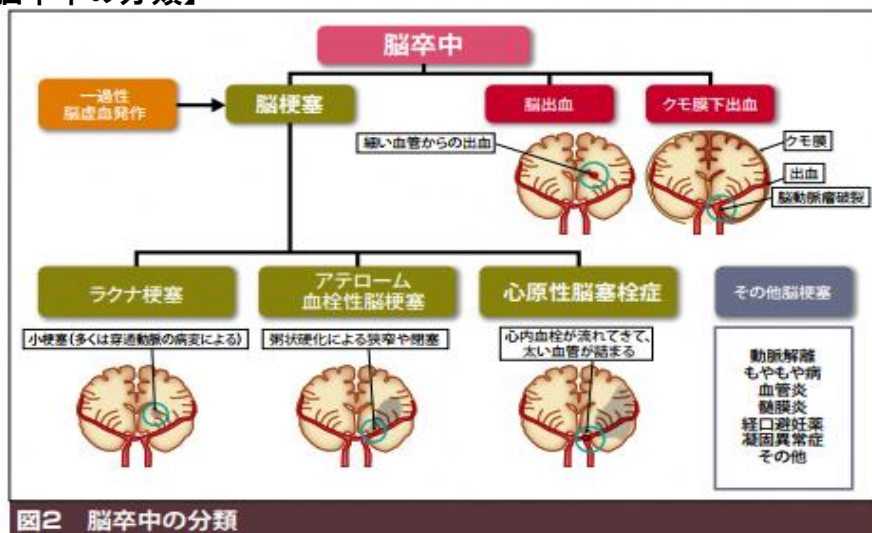 脳卒中の分類】
脳卒中
一過性
脳虚血発作
脳梗塞
脳出血
クモ膜下出血
細い血管からの出血
クモ膜
出血
脳動脈瘤破裂
ラクナ梗塞
アテローム
血栓性脳梗塞
心原性脳塞栓症
その他脳梗塞
小梗塞(多くは穿通動脈の病変による)
粥状硬化による狭窄や閉塞
心内血栓が流れてきて、
太い血管が詰まる
動脈解離
もやもや病
血管炎
髄膜炎
経口避妊薬
凝固異常症
その他
図2 脳卒中の分類